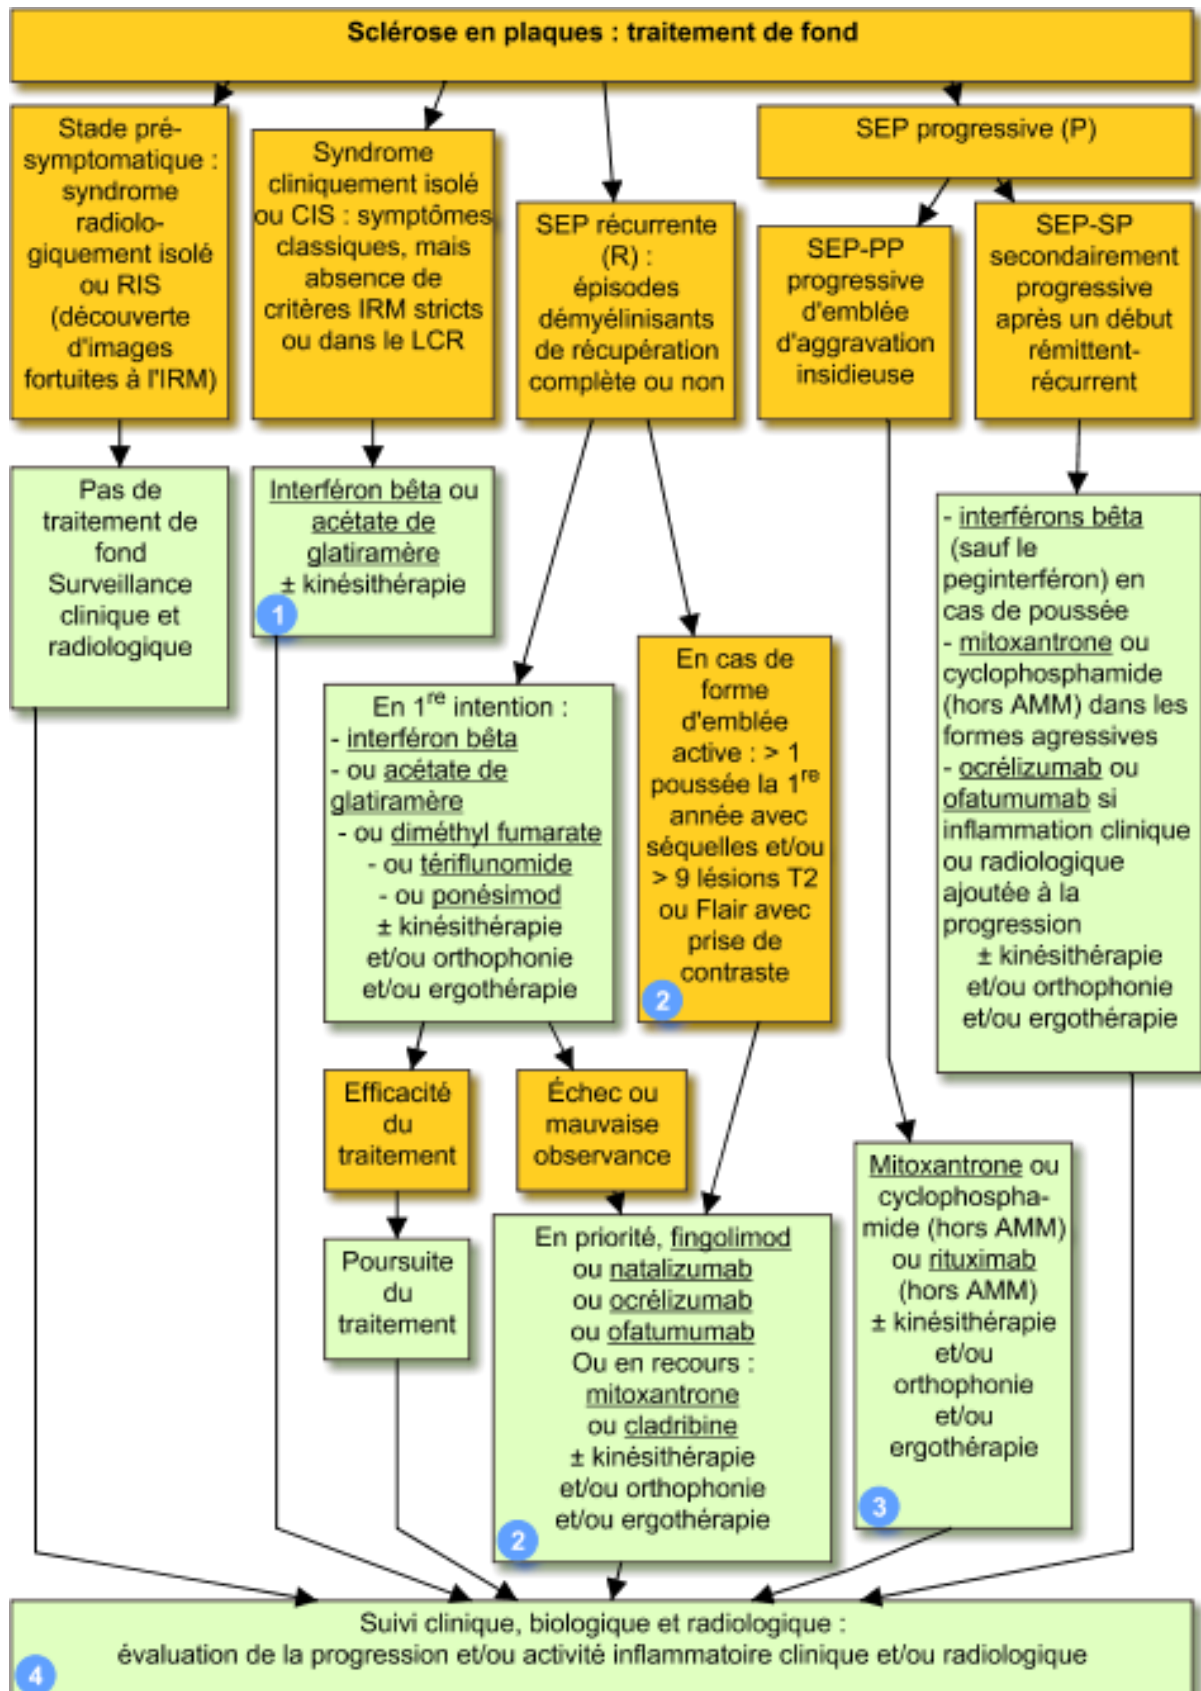 Sclérose en plaques : traitement de fond
Stade pré-
symptomatique :
syndrome
radiolo-
giquement isolé
ou RIS
(découverte
d'images
fortuites à l'IRM)
Syndrome
cliniquement isolé
ou CIS : symptômes
classiques, mais
absence de
critères IRM stricts
ou dans le LCR
SEP récurrente
(R) :
épisodes
démyélinisants
de récupération
complète ou non
SEP progressive (P)
SEP-PP
progressive
d'emblée
d'aggravation
insidieuse
SEP-SP
secondairement
progressive
après un début
rémittent-
récurrent
Pas de
traitement de
fond
Surveillance
clinique et
radiologique
Interféron bêta ou
acétate de
glatiramère
± kinésithérapie
1
En 1re intention :
- interféron bêta
- ou acétate de
glatiramère
- ou diméthyl fumarate
- ou tériflunomide
- ou ponésimod
± kinésithérapie
et/ou orthophonie
et/ou ergothérapie
En cas de
forme
d'emblée
active : > 1
poussée la 1re
année avec
séquelles et/ou
> 9 lésions T2
ou Flair avec
prise de
contraste
2
- interférons bêta
(sauf le
peginterféron) en
cas de poussée
- mitoxantrone ou
cyclophosphamide
(hors AMM) dans les
formes agressives
- ocrélizumab ou
ofatumumab si
inflammation clinique
ou radiologique
ajoutée à la
progression
± kinésithérapie
et/ou orthophonie
et/ou ergothérapie
Efficacité
du
traitement
Échec ou
mauvaise
observance
Poursuite
du
traitement
En priorité, fingolimod
ou natalizumab
ou ocrélizumab
ou ofatumumab
Ou en recours :
mitoxantrone
ou cladribine
± kinésithérapie
et/ou orthophonie
et/ou ergothérapie
2
Mitoxantrone ou
cyclophospha-
mide (hors AMM)
ou rituximab
(hors AMM)
± kinésithérapie
et/ou
orthophonie
et/ou
ergothérapie
3
Suivi clinique, biologique et radiologique :
évaluation de la progression et/ou activité inflammatoire clinique et/ou radiologique
4